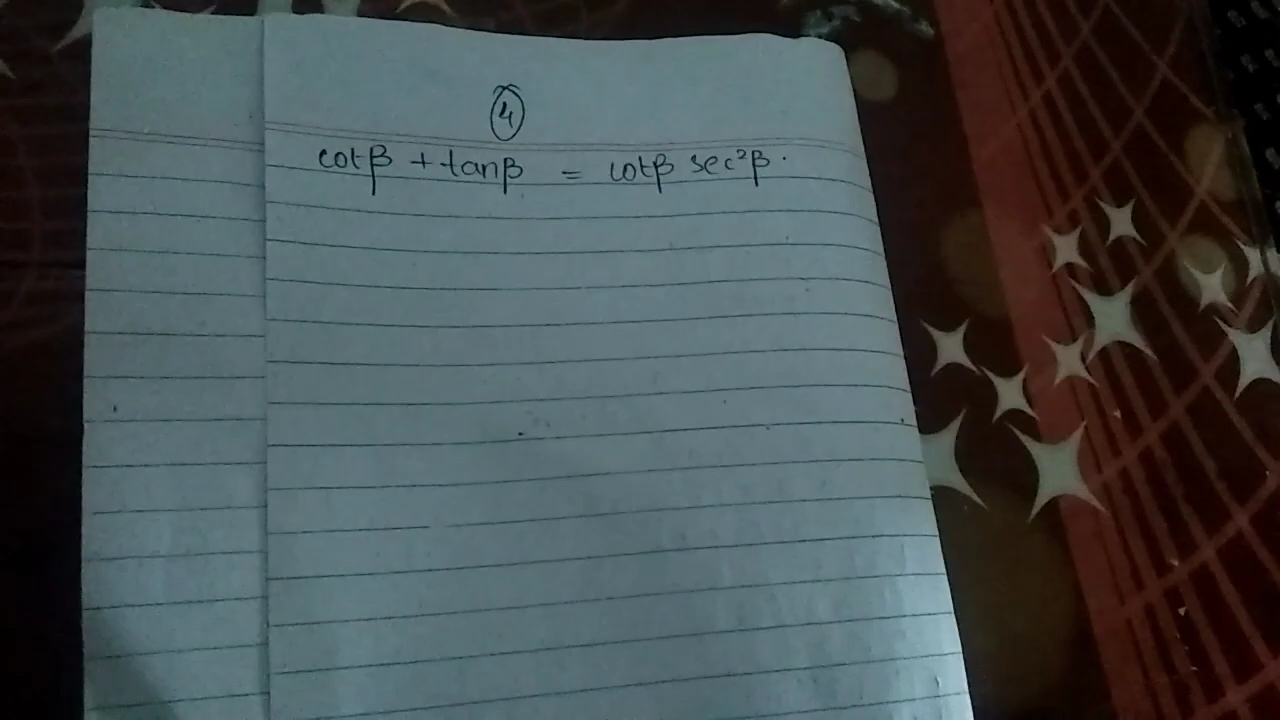 4
cotβ + tanβ = cotβ sec²β.